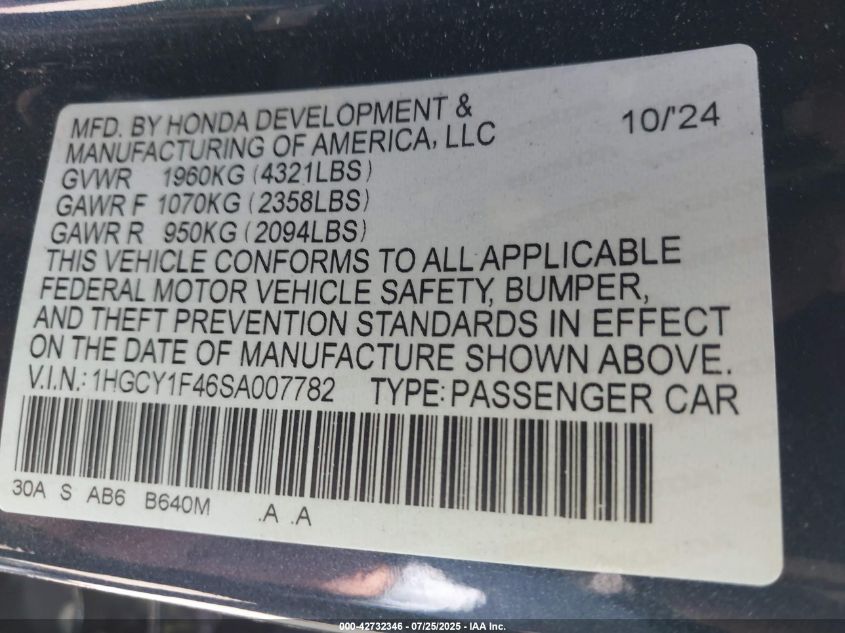 MFD. BY HONDA DEVELOPMENT & 10/'24
MANUFACTURING OF AMERICA, LLC
GVWR 1960KG (4321LBS)
GAWR F 1070KG (2358LBS)
GAWR R 950KG (2094LBS)
THIS VEHICLE CONFORMS TO ALL APPLICABLE
FEDERAL MOTOR VEHICLE SAFETY, BUMPER,
AND THEFT PREVENTION STANDARDS IN EFFECT
ON THE DATE OF MANUFACTURE SHOWN ABOVE.
V.I.N.: 1HGCY1F46SA007782 TYPE: PASSENGER CAR
30A S AB6 B640M .A .A
000-42732346 - 07/25/2025 - IAA Inc.